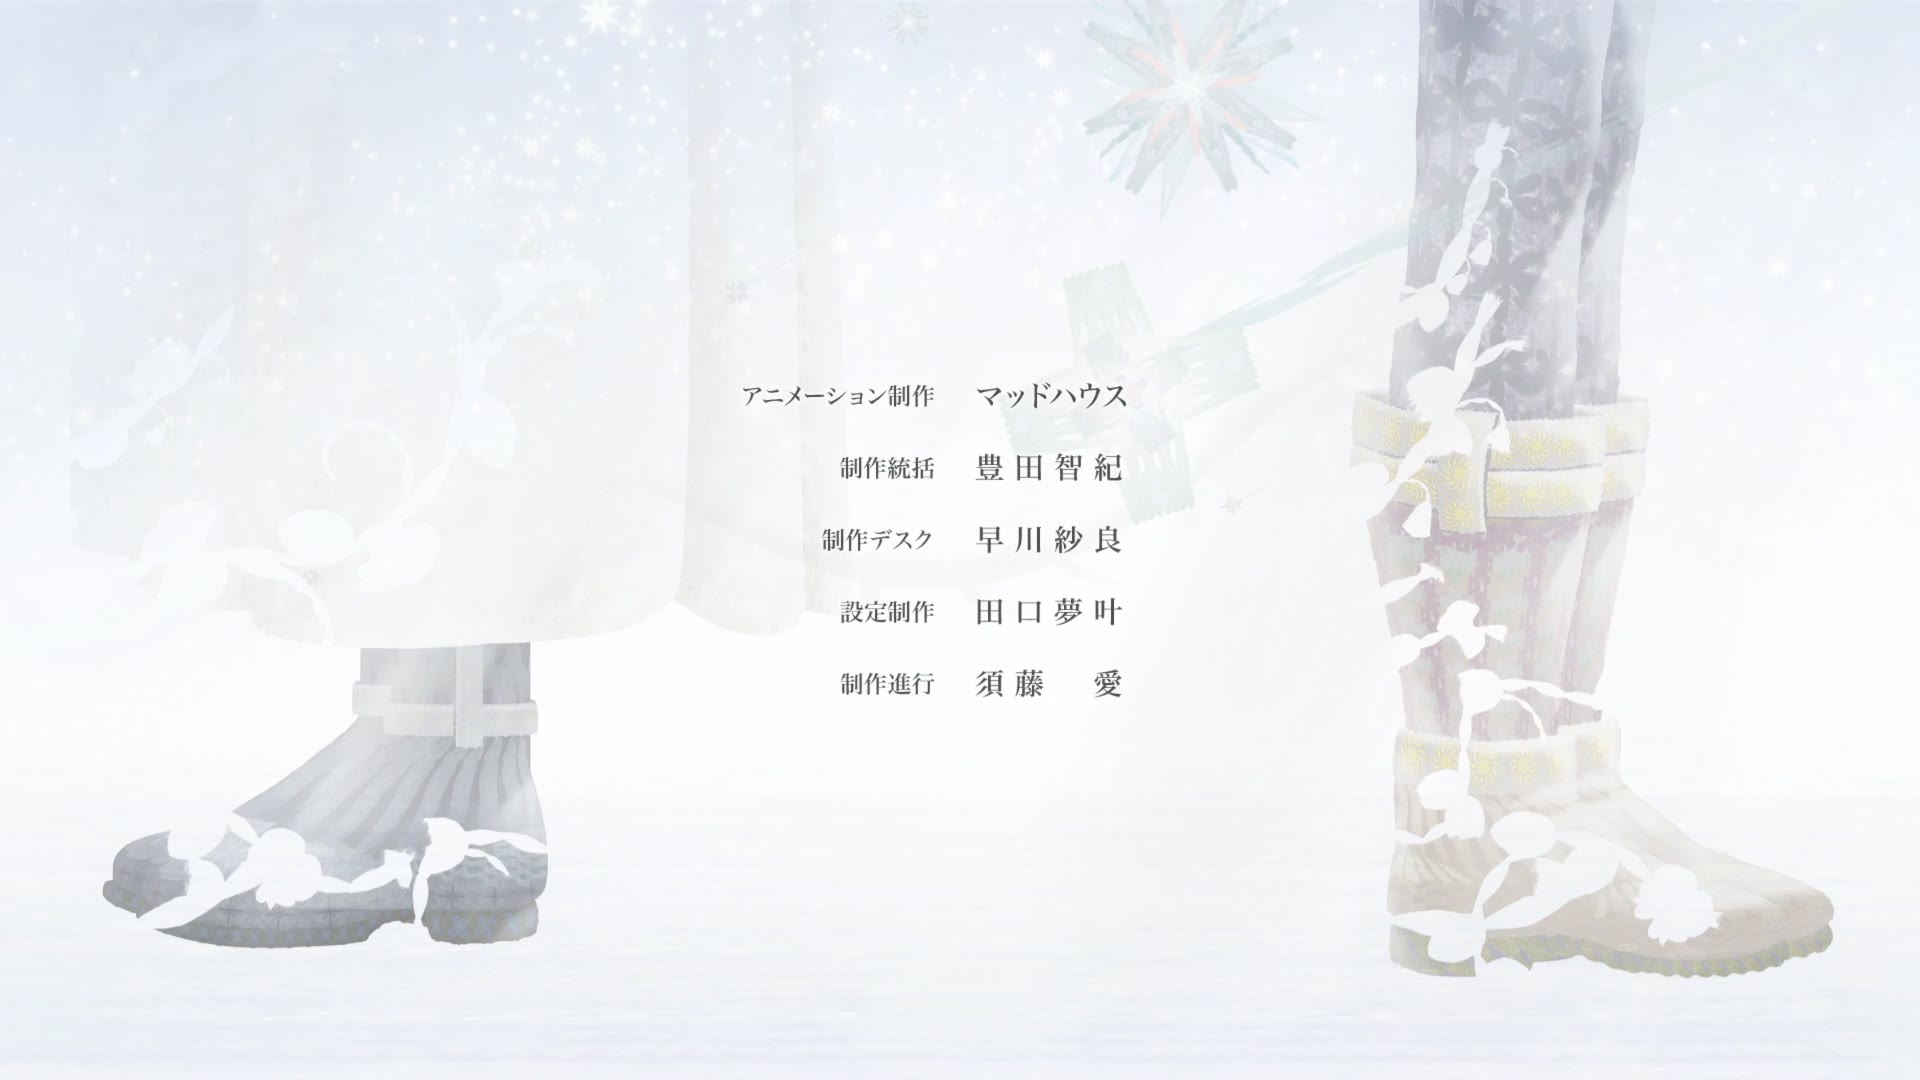 アニメーション制作 マッドハウス
制作統括 豊田智紀
制作デスク 早川紗良
設定制作 田口夢叶
制作進行 須藤 愛